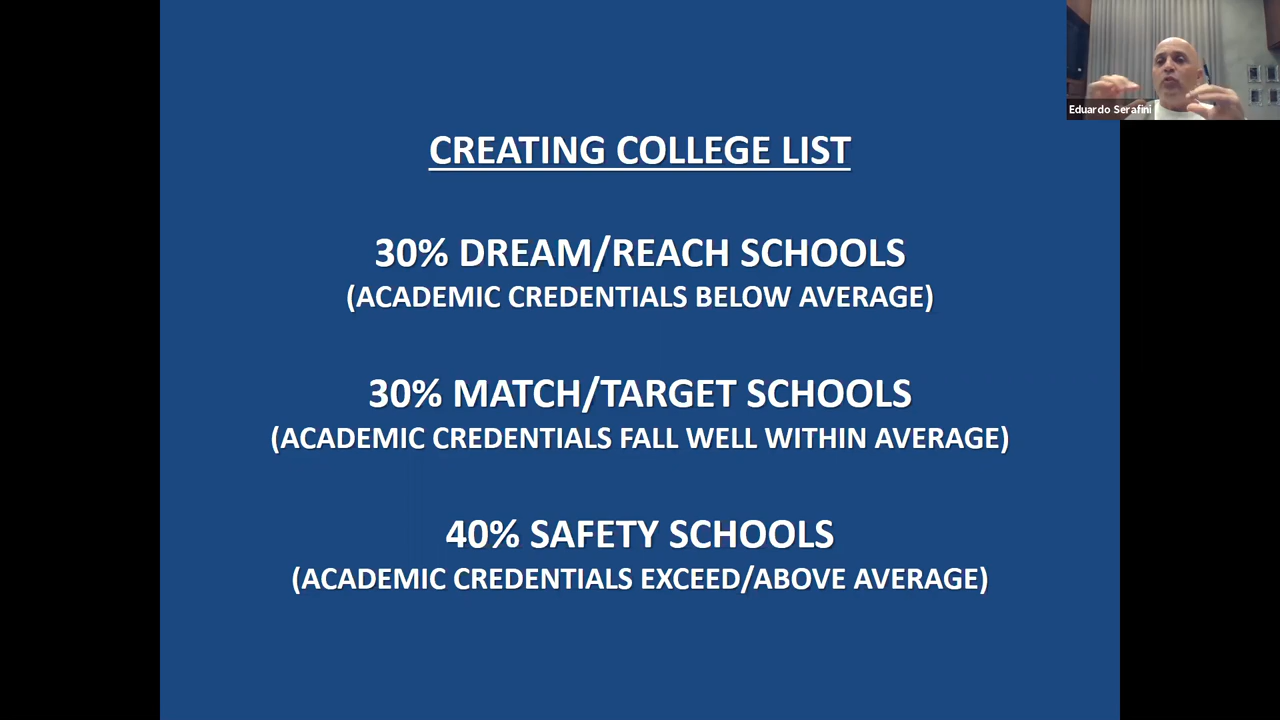 Eduardo Serafini
CREATING COLLEGE LIST
30% DREAM/REACH SCHOOLS
(ACADEMIC CREDENTIALS BELOW AVERAGE)
30% MATCH/TARGET SCHOOLS
(ACADEMIC CREDENTIALS FALL WELL WITHIN AVERAGE)
40% SAFETY SCHOOLS
(ACADEMIC CREDENTIALS EXCEED/ABOVE AVERAGE)